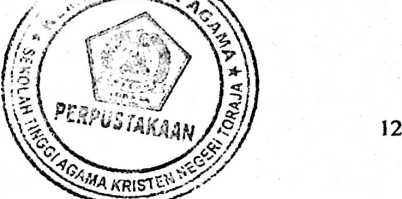 AGAMA ★
PERPUSTAKAAN
★ SEKOLAH TINGGI AGAMA KRISTEN NEGERI TORAJA
12